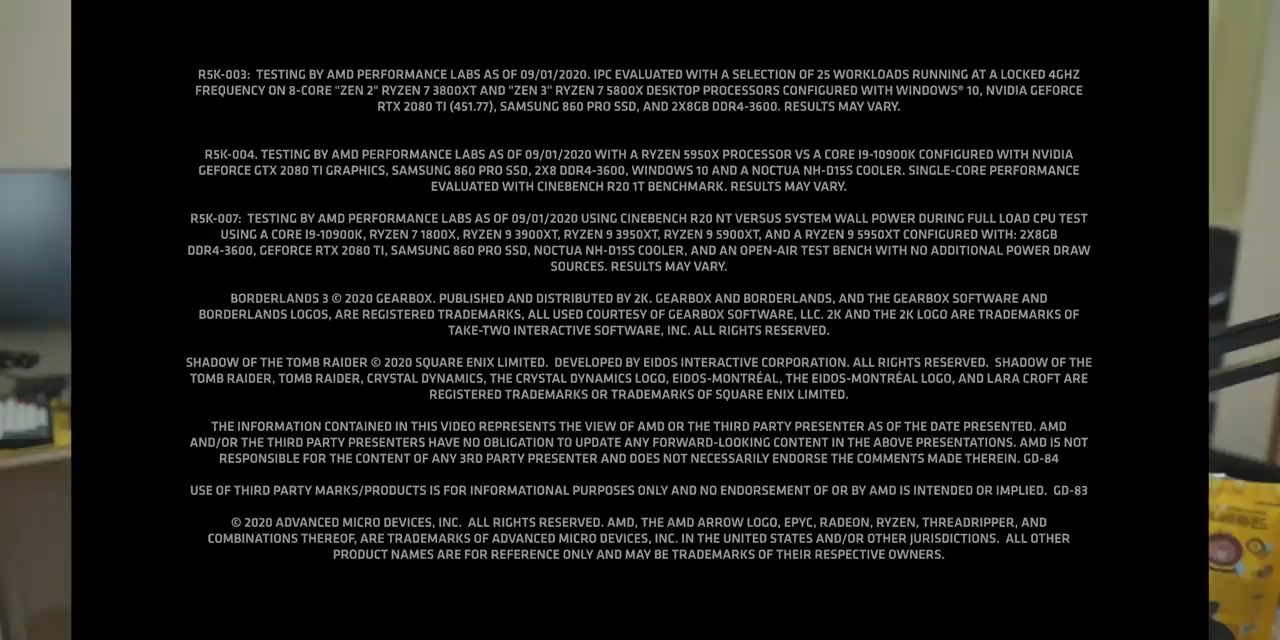 R5K-003:  TESTING BY AMD PERFORMANCE LABS AS OF 09/01/2020. IPC EVALUATED WITH A SELECTION OF 25 WORKLOADS RUNNING AT A LOCKED 4GHZ
FREQUENCY ON 8-CORE "ZEN 2" RYZEN 7 3800XT AND "ZEN 3" RYZEN 7 5800X DESKTOP PROCESSORS CONFIGURED WITH WINDOWS® 10, NVIDIA GEFORCE
RTX 2080 TI (451.77), SAMSUNG 860 PRO SSD, AND 2X8GB DDR4-3600. RESULTS MAY VARY.
R5K-004. TESTING BY AMD PERFORMANCE LABS AS OF 09/01/2020 WITH A RYZEN 5950X PROCESSOR VS A CORE I9-10900K CONFIGURED WITH NVIDIA
GEFORCE GTX 2080 TI GRAPHICS, SAMSUNG 860 PRO SSD, 2X8 DDR4-3600, WINDOWS 10 AND A NOCTUA NH-D15S COOLER. SINGLE-CORE PERFORMANCE
EVALUATED WITH CINEBENCH R20 1T BENCHMARK. RESULTS MAY VARY.
R5K-007:  TESTING BY AMD PERFORMANCE LABS AS OF 09/01/2020 USING CINEBENCH R20 NT VERSUS SYSTEM WALL POWER DURING FULL LOAD CPU TEST
USING A CORE I9-10900K, RYZEN 7 1800X, RYZEN 9 3900XT, RYZEN 9 3950XT, RYZEN 9 5900XT, AND A RYZEN 9 5950XT CONFIGURED WITH: 2X8GB
DDR4-3600, GEFORCE RTX 2080 TI, SAMSUNG 860 PRO SSD, NOCTUA NH-D15S COOLER, AND AN OPEN-AIR TEST BENCH WITH NO ADDITIONAL POWER DRAW
SOURCES. RESULTS MAY VARY.
BORDERLANDS 3 © 2020 GEARBOX. PUBLISHED AND DISTRIBUTED BY 2K. GEARBOX AND BORDERLANDS, AND THE GEARBOX SOFTWARE AND
BORDERLANDS LOGOS, ARE REGISTERED TRADEMARKS, ALL USED COURTESY OF GEARBOX SOFTWARE, LLC. 2K AND THE 2K LOGO ARE TRADEMARKS OF
TAKE-TWO INTERACTIVE SOFTWARE, INC. ALL RIGHTS RESERVED.
SHADOW OF THE TOMB RAIDER © 2020 SQUARE ENIX LIMITED.  DEVELOPED BY EIDOS INTERACTIVE CORPORATION. ALL RIGHTS RESERVED.  SHADOW OF THE
TOMB RAIDER, TOMB RAIDER, CRYSTAL DYNAMICS, THE CRYSTAL DYNAMICS LOGO, EIDOS-MONTRÉAL, THE EIDOS-MONTRÉAL LOGO, AND LARA CROFT ARE
REGISTERED TRADEMARKS OR TRADEMARKS OF SQUARE ENIX LIMITED.
THE INFORMATION CONTAINED IN THIS VIDEO REPRESENTS THE VIEW OF AMD OR THE THIRD PARTY PRESENTER AS OF THE DATE PRESENTED. AMD
AND/OR THE THIRD PARTY PRESENTERS HAVE NO OBLIGATION TO UPDATE ANY FORWARD-LOOKING CONTENT IN THE ABOVE PRESENTATIONS. AMD IS NOT
RESPONSIBLE FOR THE CONTENT OF ANY 3RD PARTY PRESENTER AND DOES NOT NECESSARILY ENDORSE THE COMMENTS MADE THEREIN. GD-84
USE OF THIRD PARTY MARKS/PRODUCTS IS FOR INFORMATIONAL PURPOSES ONLY AND NO ENDORSEMENT OF OR BY AMD IS INTENDED OR IMPLIED.  GD-83
© 2020 ADVANCED MICRO DEVICES, INC.  ALL RIGHTS RESERVED. AMD, THE AMD ARROW LOGO, EPYC, RADEON, RYZEN, THREADRIPPER, AND
COMBINATIONS THEREOF, ARE TRADEMARKS OF ADVANCED MICRO DEVICES, INC. IN THE UNITED STATES AND/OR OTHER JURISDICTIONS.  ALL OTHER
PRODUCT NAMES ARE FOR REFERENCE ONLY AND MAY BE TRADEMARKS OF THEIR RESPECTIVE OWNERS.